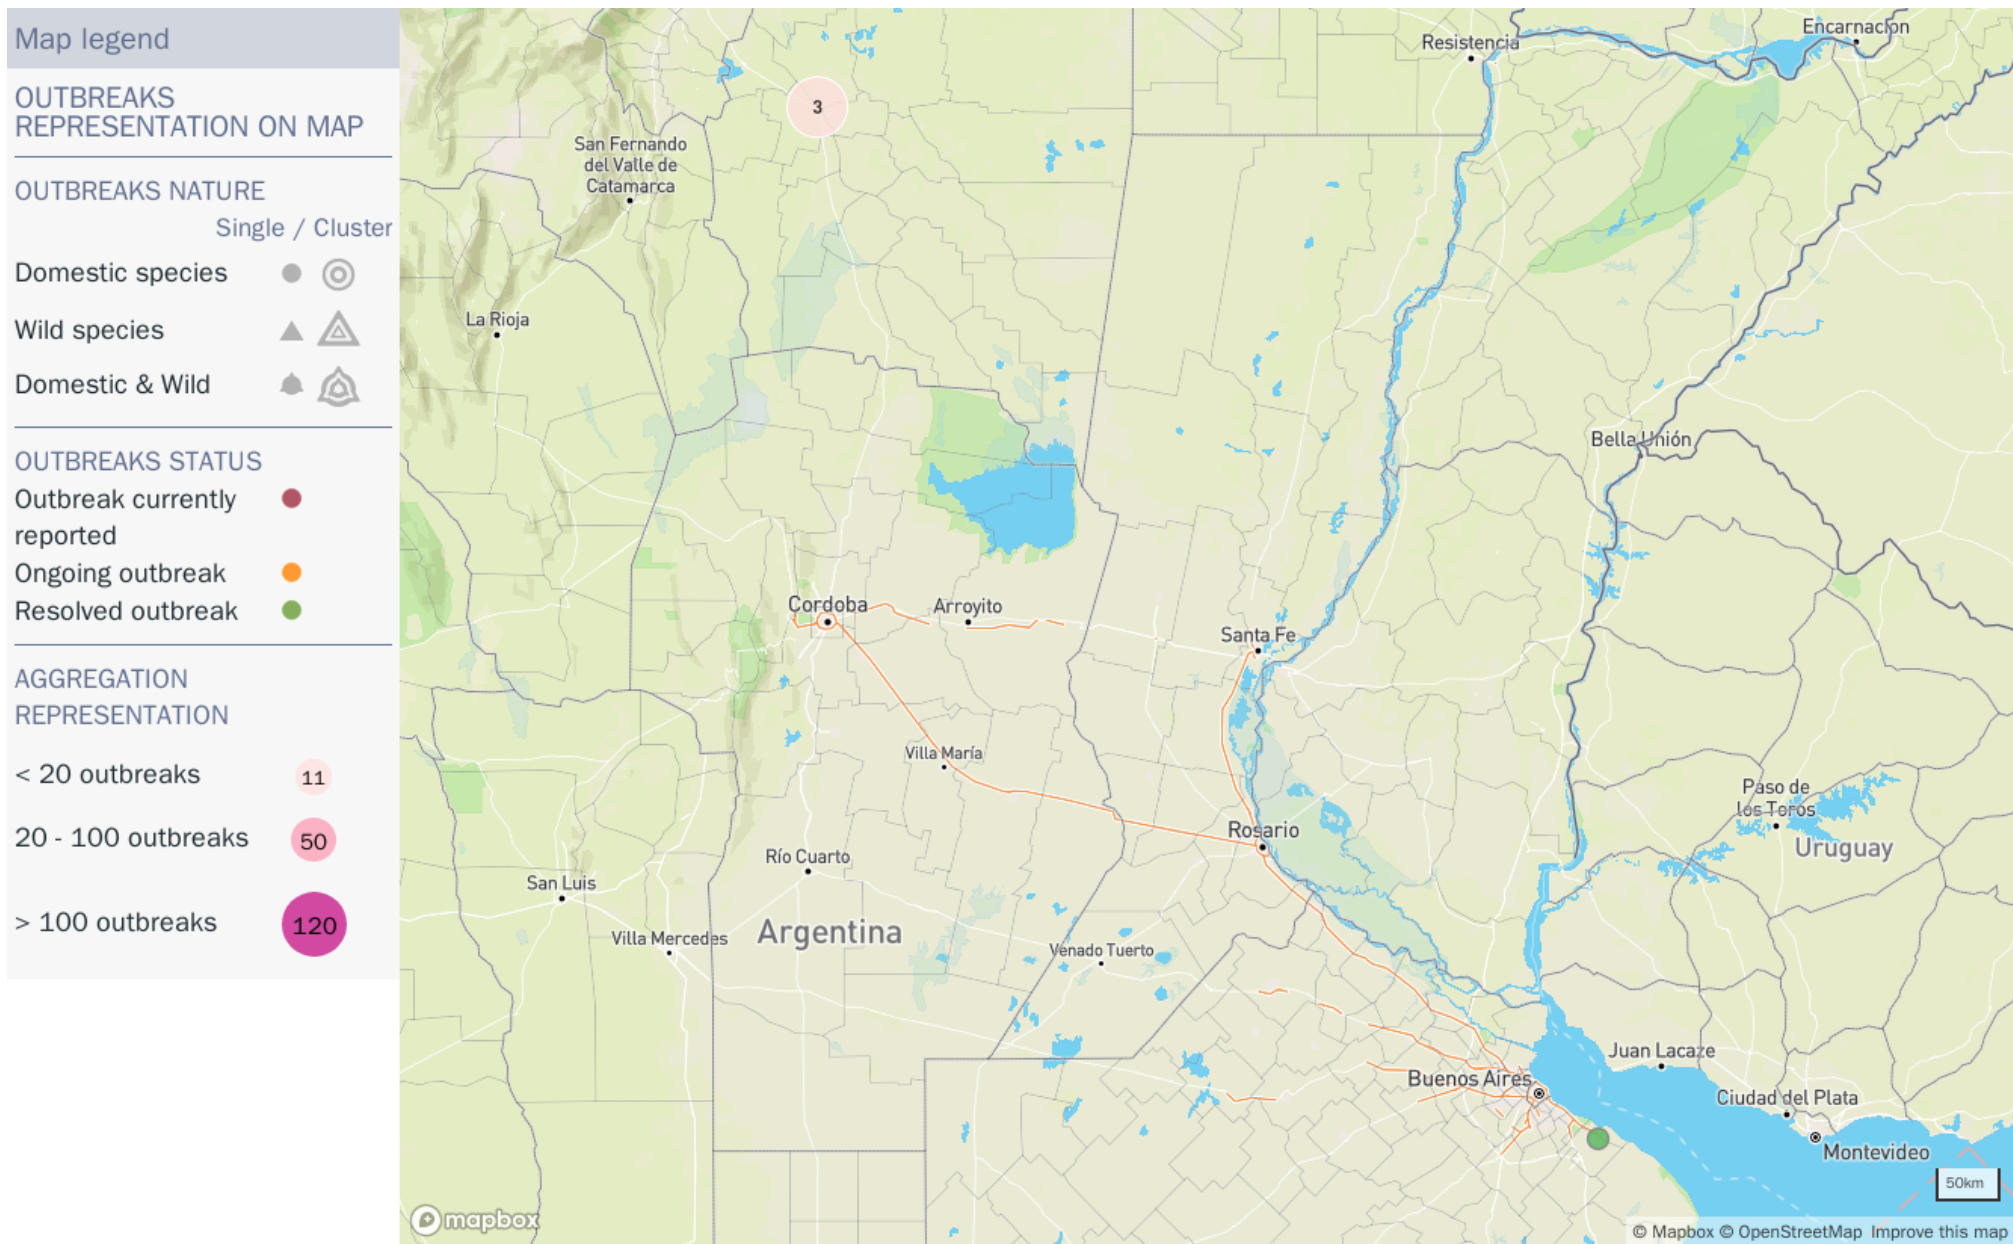 Map legend
OUTBREAKS
REPRESENTATION ON MAP
OUTBREAKS NATURE
Single / Cluster
Domestic species
Wild species
Domestic & Wild
OUTBREAKS STATUS
Outbreak currently
reported
Ongoing outbreak
Resolved outbreak
AGGREGATION
REPRESENTATION
< 20 outbreaks 11
20 - 100 outbreaks 50
> 100 outbreaks 120
Encarnación
Resistencia
3
San Fernando
del Valle de
Catamarca
La Rioja
Bella Unión
Cordoba
Arroyito
Santa Fe
Villa María
Paso de
los Toros
Rosario
Uruguay
Río Cuarto
San Luis
Argentina
Villa Mercedes
Venado Tuerto
Juan Lacaze
Buenos Aires
Ciudad del Plata
Montevideo
50km
mapbox
© Mapbox © OpenStreetMap Improve this map